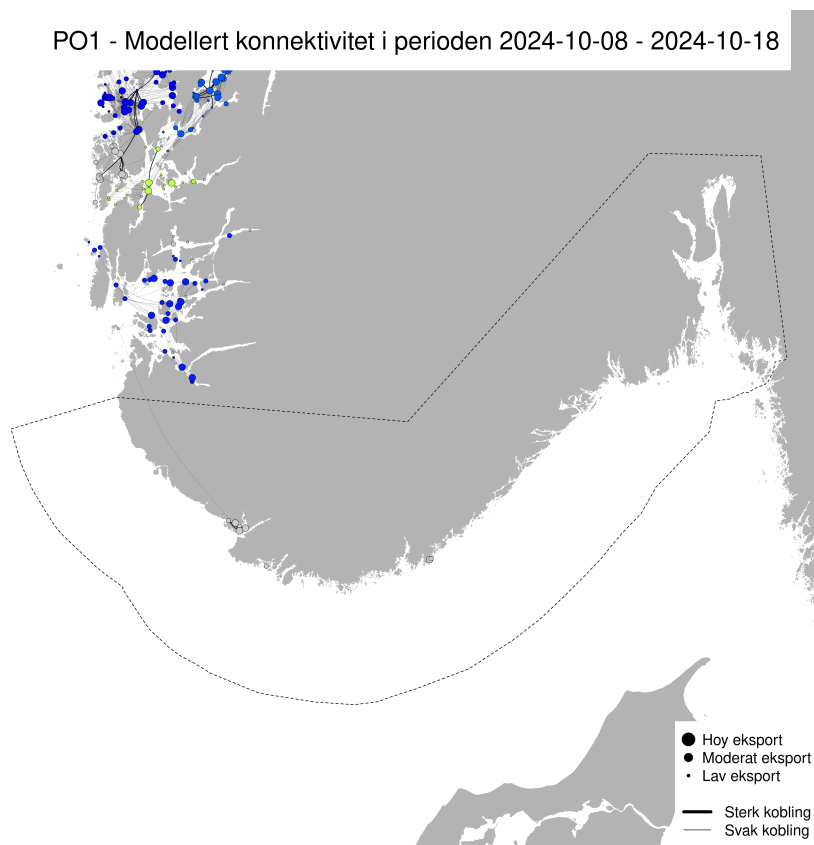 PO1 - Modellert konnektivitet i perioden 2024-10-08 - 2024-10-18
Hoy eksport
Moderat eksport
Lav eksport
Sterk kobling
Svak kobling